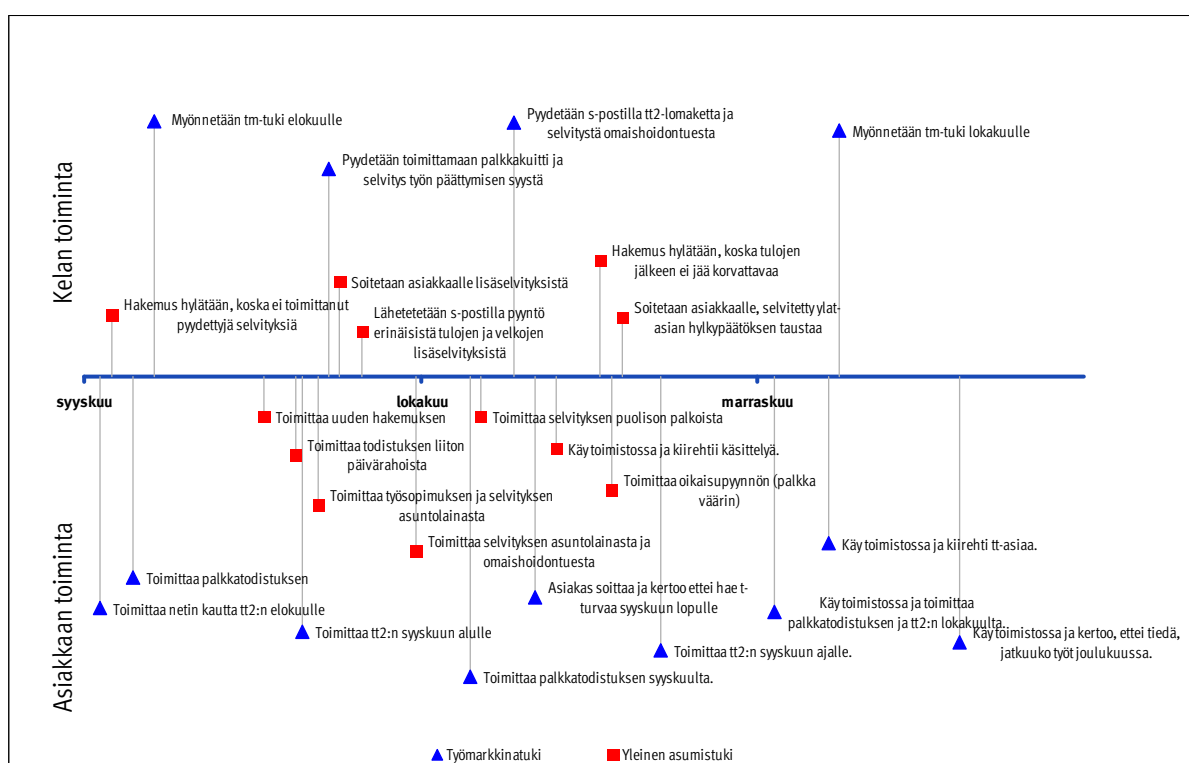 Kelan toiminta
Myönnetään tm-tuki elokuulle
Pyydetään s-postilla tt2-lomaketta ja
selvitystä omaishoidontuesta
Myönnetään tm-tuki lokakuulle
Pyydetään toimittamaan palkkakuitti ja
selvitys työn päättymisen syystä
Hakemus hylätään, koska tulojen
jälkeen ei jää korvattavaa
Soitetaan asiakkaalle lisäselvityksistä
Hakemus hylätään, koska ei toimittanut
pyydettyjä selvityksiä
Lähetetetään s-postilla pyyntö
erinäisistä tulojen ja velkojen
lisäselvityksistä
Soitetaan asiakkaalle, selvitetty ylat-
asian hylkypäätöksen taustaa
syyskuu
lokakuu
marraskuu
Asiakkaan toiminta
Toimittaa uuden hakemuksen
Toimittaa selvityksen puolison palkoista
Toimittaa todistuksen liiton
päivärahoista
Käy toimistossa ja kiirehtii käsittelyä.
Toimittaa työsopimuksen ja selvityksen
asuntolainasta
Toimittaa oikaisupyynnön (palkka
väärin)
Toimittaa selvityksen asuntolainasta ja
omaishoidontuesta
Käy toimistossa ja kiirehti tt-asiaa.
Toimittaa palkkatodistuksen
Toimittaa netin kautta tt2:n elokuulle
Asiakas soittaa ja kertoo ettei hae t-
turvaa syyskuun lopulle
Käy toimistossa ja toimittaa
palkkatodistuksen ja tt2:n lokakuulta.
Toimittaa tt2:n syyskuun alulle
Käy toimistossa ja kertoo, ettei tiedä,
jatkuuko työt joulukuussa.
Toimittaa tt2:n syyskuun ajalle.
Toimittaa palkkatodistuksen syyskuulta.
Työmarkkinatuki
Yleinen asumistuki